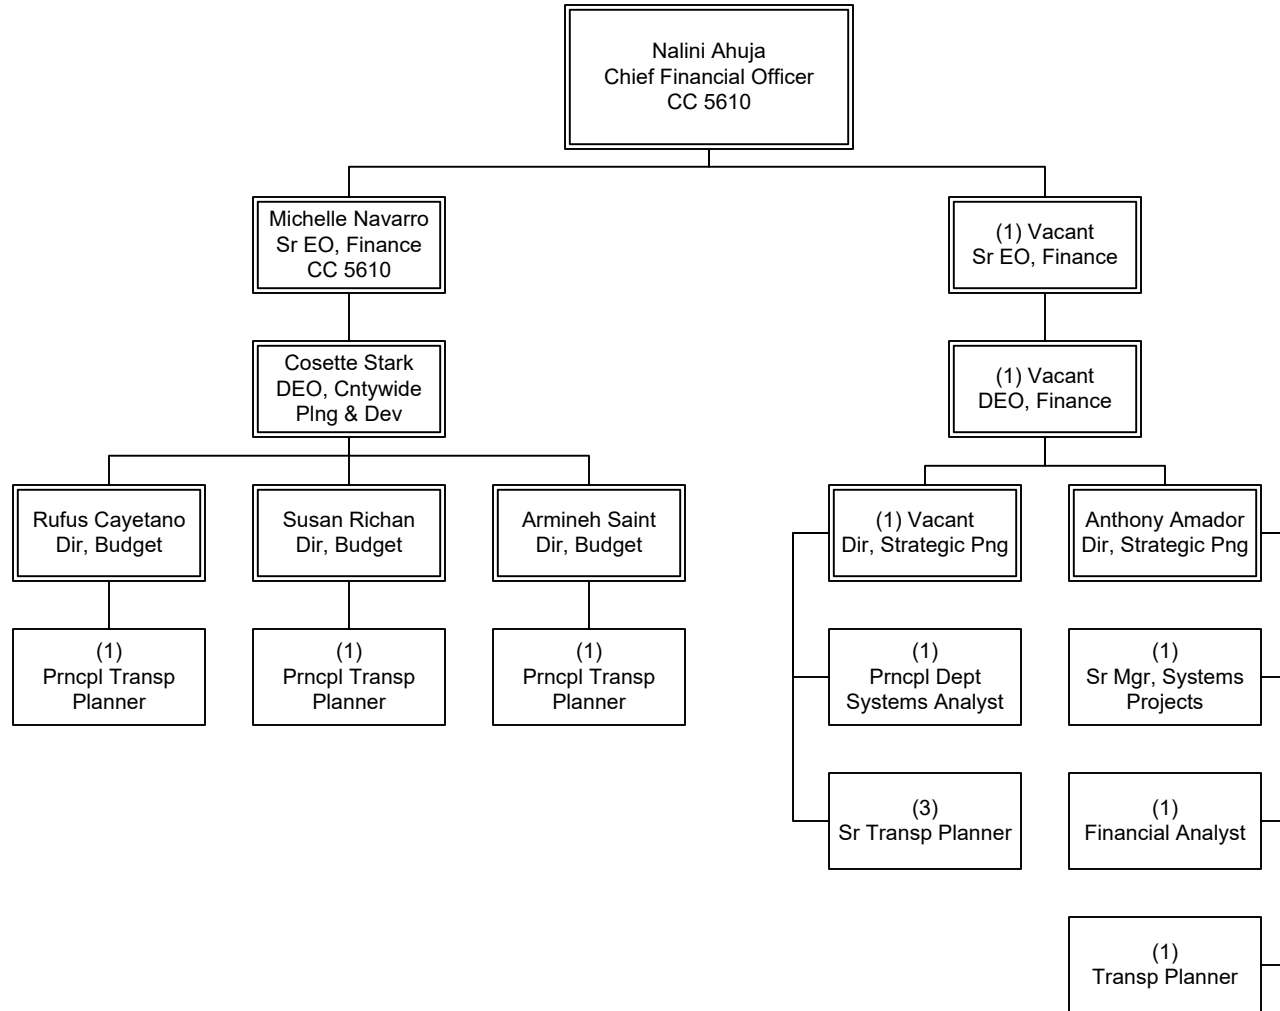 Nalini Ahuja
Chief Financial Officer
CC 5610
Michelle Navarro
Sr EO, Finance
CC 5610
(1) Vacant
Sr EO, Finance
Cosette Stark
DEO, Cntywide
Plng & Dev
(1) Vacant
DEO, Finance
Rufus Cayetano
Dir, Budget
Susan Richan
Dir, Budget
Armineh Saint
Dir, Budget
(1) Vacant
Dir, Strategic Png
Anthony Amador
Dir, Strategic Png
(1)
Prncpl Transp
Planner
(1)
Prncpl Transp
Planner
(1)
Prncpl Transp
Planner
(1)
Prncpl Dept
Systems Analyst
(1)
Sr Mgr, Systems
Projects
(3)
Sr Transp Planner
(1)
Financial Analyst
(1)
Transp Planner